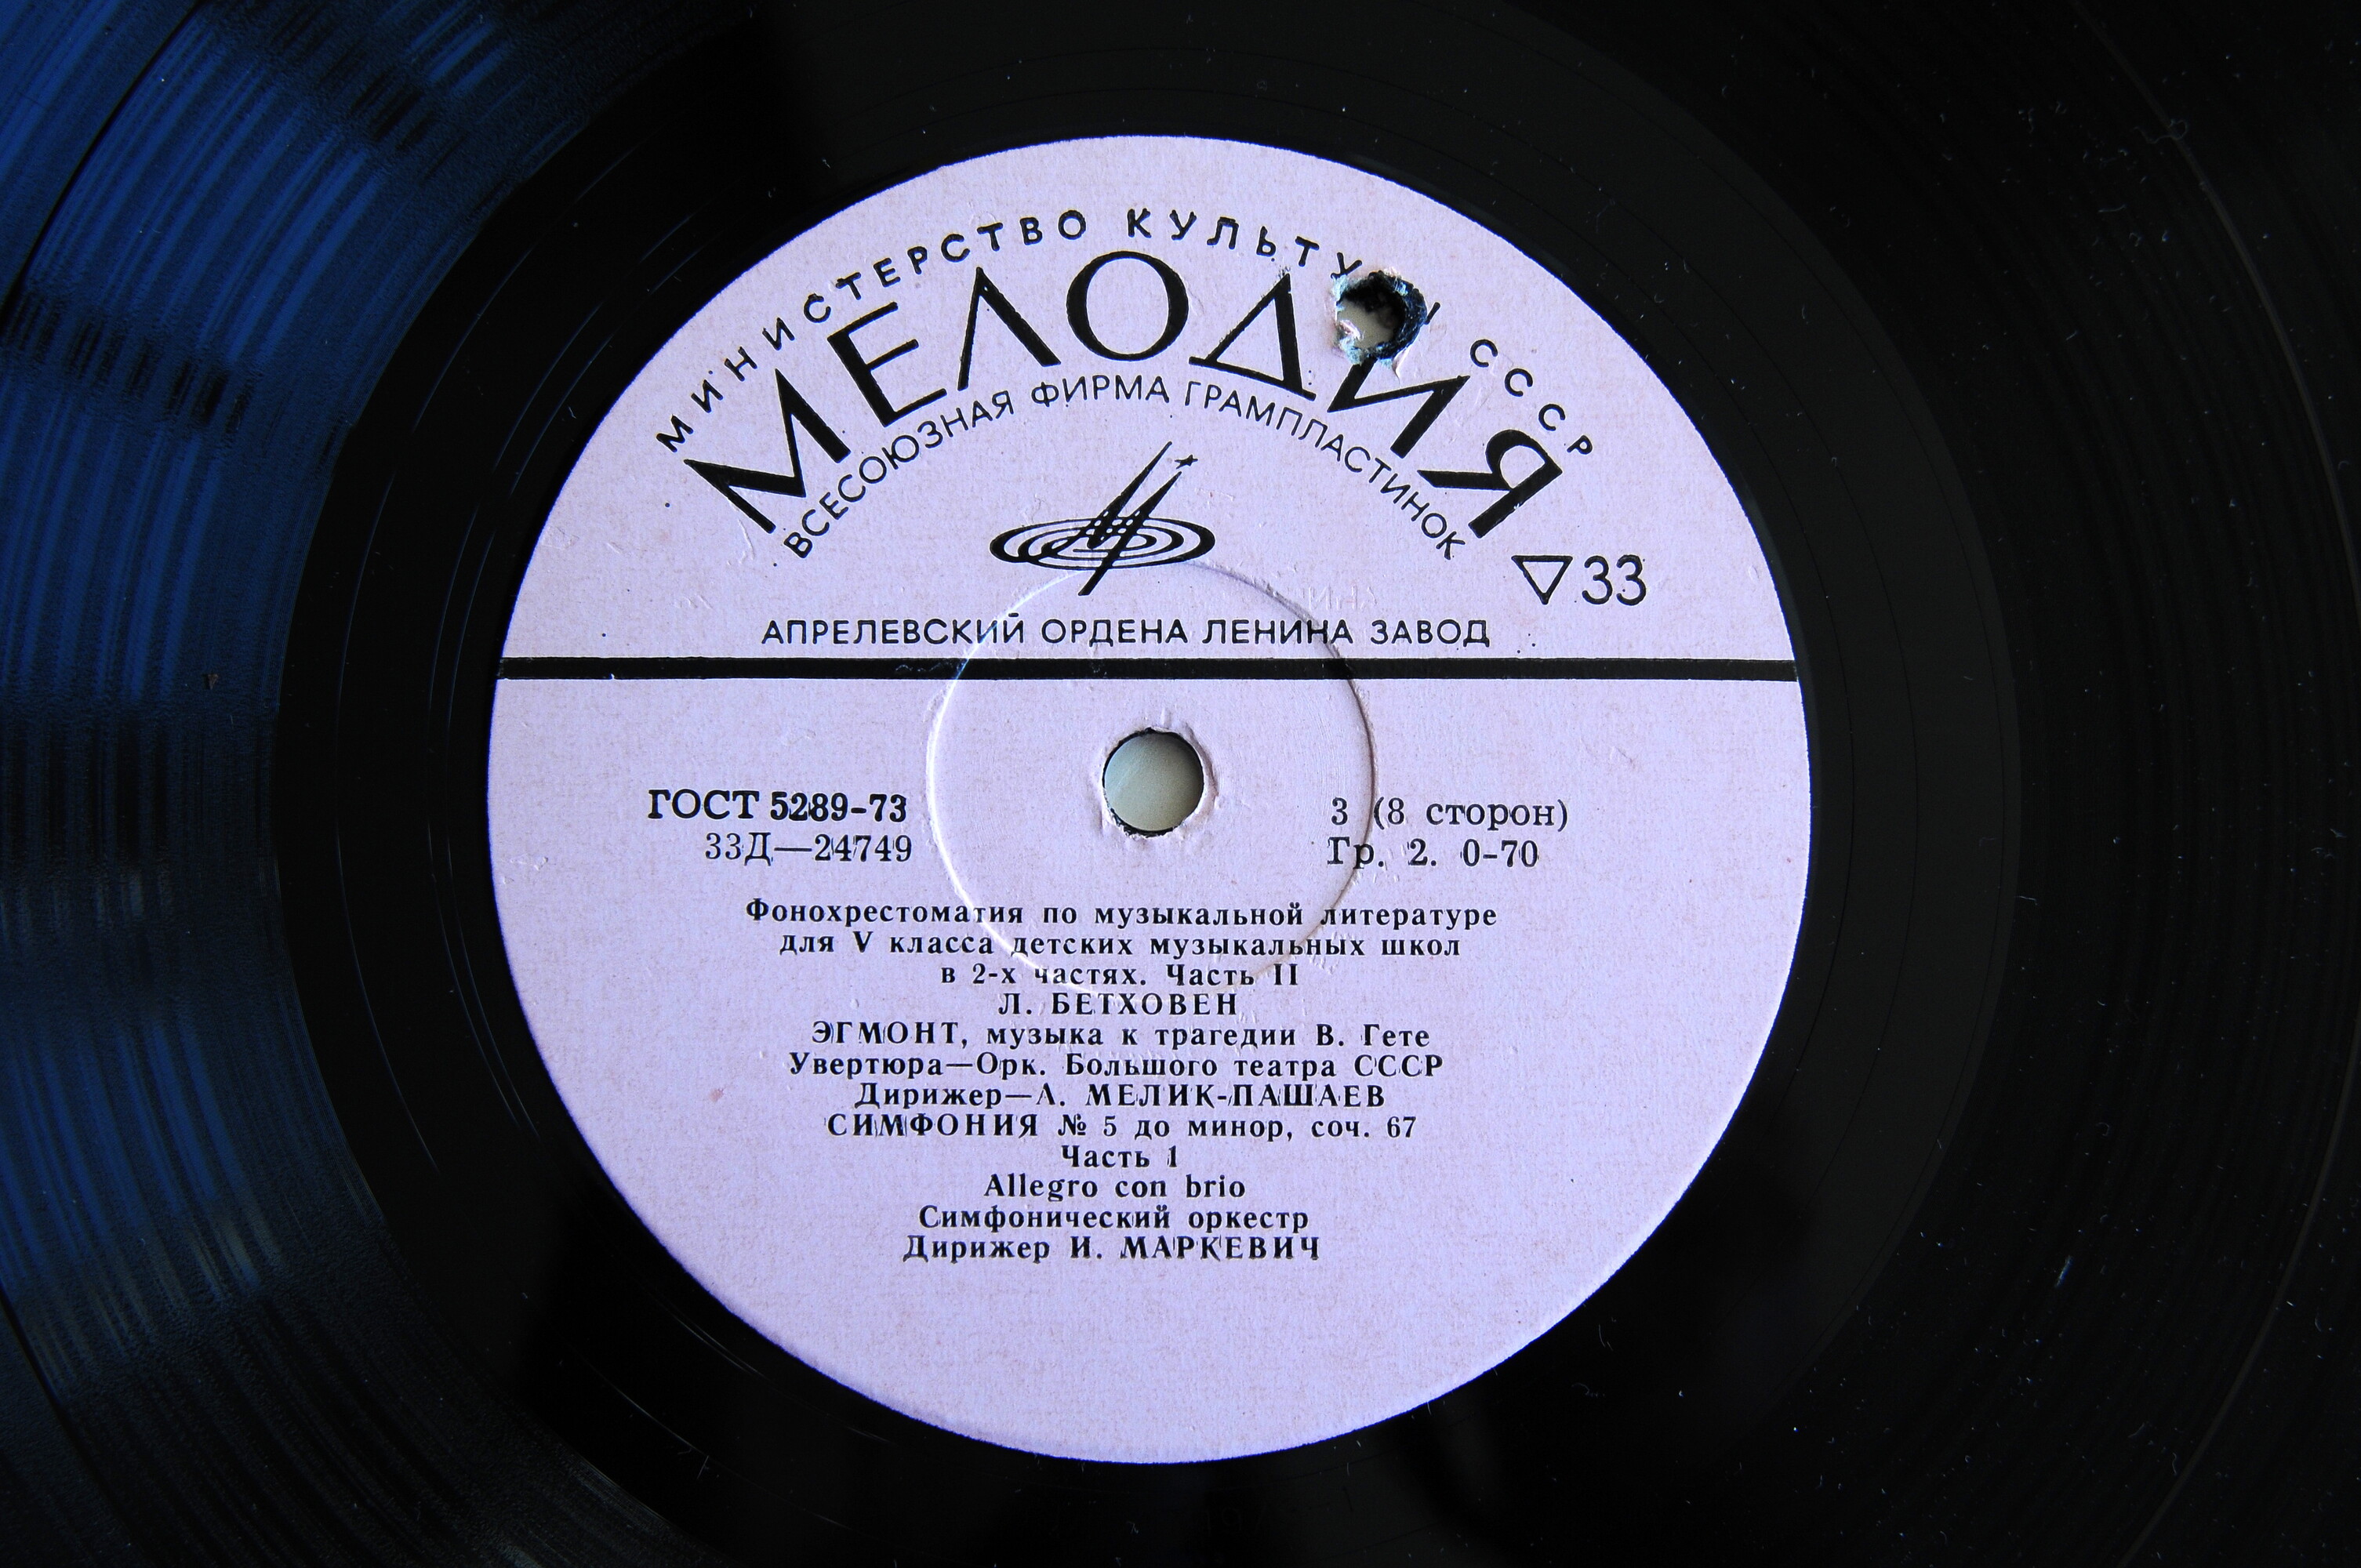 МИНИСТЕРСТВО СССР
МЕЛОДИЯ
ВСЕСОЮЗНАЯ ФИРМА ГРАМПЛАСТИНОК
33
АПРЕЛЕВСКИЙ ОРДЕНА ЛЕНИНА ЗАВОД
ГОСТ 5289-73
33Д—24749
3 (8 сторон)
Гр. 2. 0-70
Фонохрестоматия по музыкальной литературе
для V класса детских музыкальных школ
в 2-х частях. Часть II
Л. БЕТХОВЕН
ЭГМОНТ, музыка к трагедии В. Гете
Увертюра—Орк. Большого театра СССР
Дирижер—А. МЕЛИК-ПАШАЕВ
СИМФОНИЯ № 5 до минор, соч. 67
Часть 1
Allegro con brio
Симфонический оркестр
Дирижер И. МАРКЕВИЧ